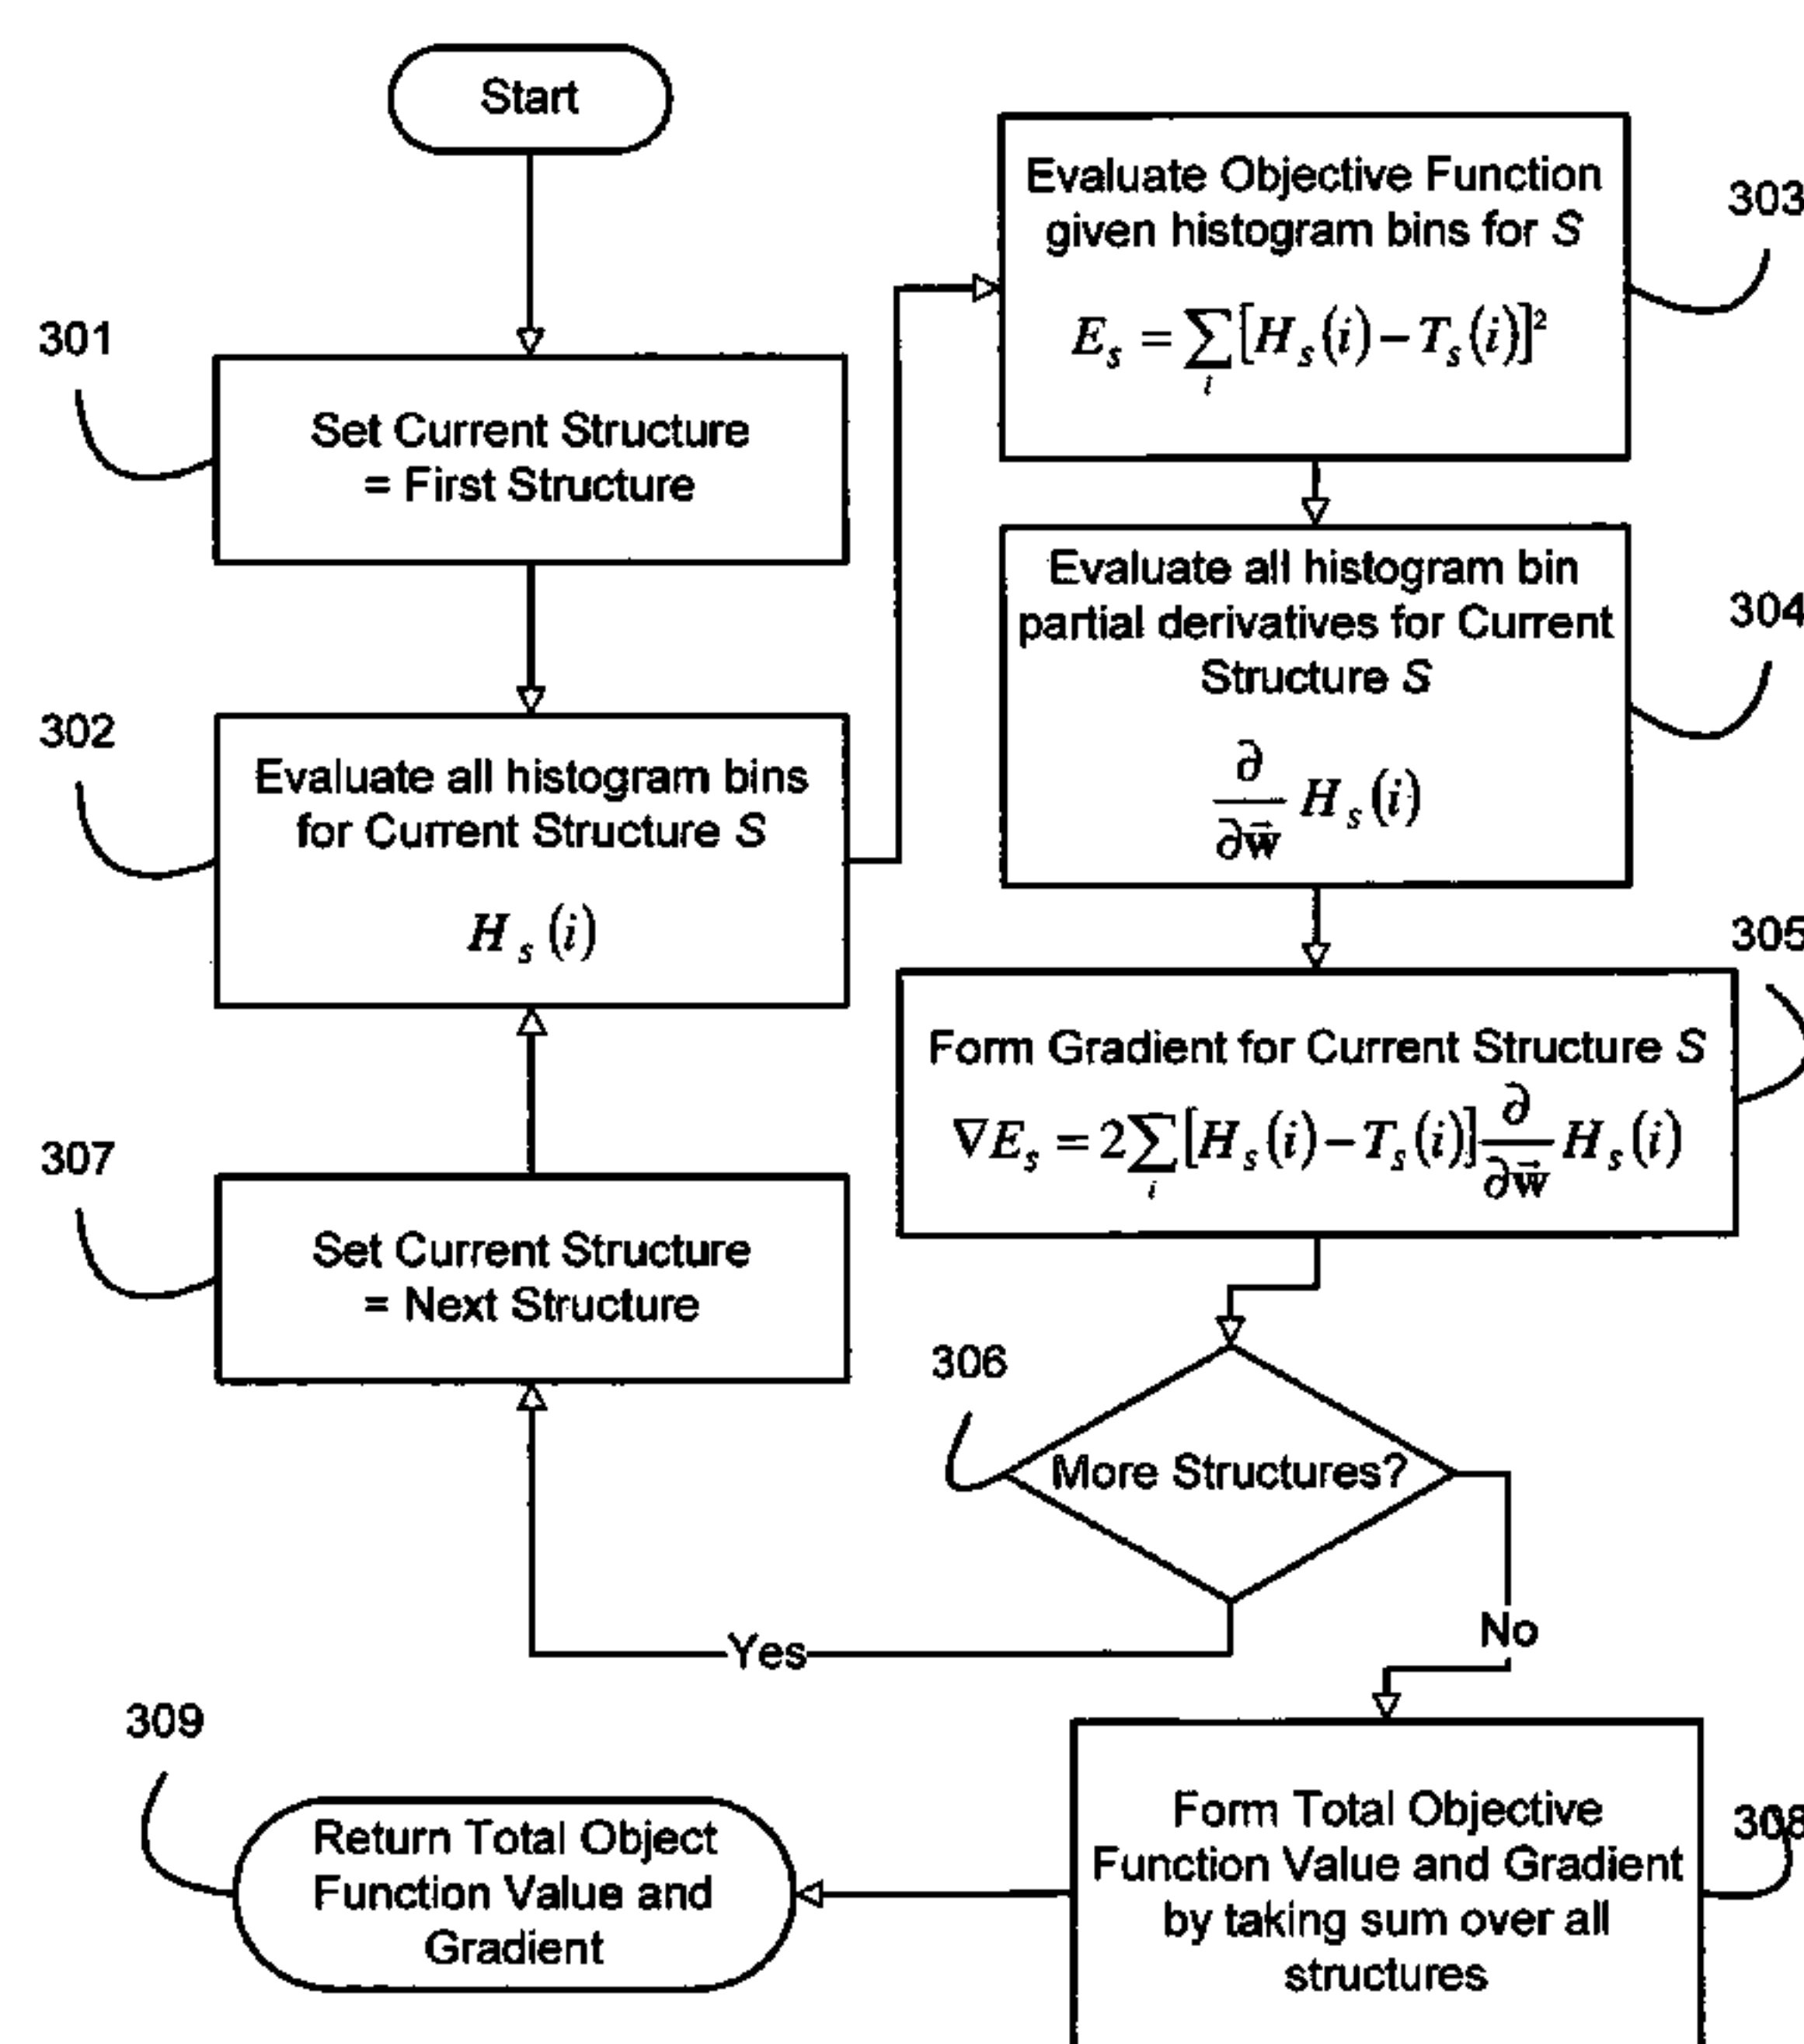 Start
301
Set Current Structure
= First Structure
302
Evaluate all histogram bins
for Current Structure S
H_s(i)
303
Evaluate Objective Function
given histogram bins for S
E_s = ∑_i [H_s(i) – T_s(i)]²
304
Evaluate all histogram bin
partial derivatives for Current
Structure S
∂/∂w⃗ H_s(i)
305
Form Gradient for Current Structure S
∇E_s = 2∑_i [H_s(i) – T_s(i)] ∂/∂w⃗ H_s(i)
306
More Structures?
Yes
No
307
Set Current Structure
= Next Structure
308
Form Total Objective
Function Value and Gradient
by taking sum over all
structures
309
Return Total Object
Function Value and
Gradient